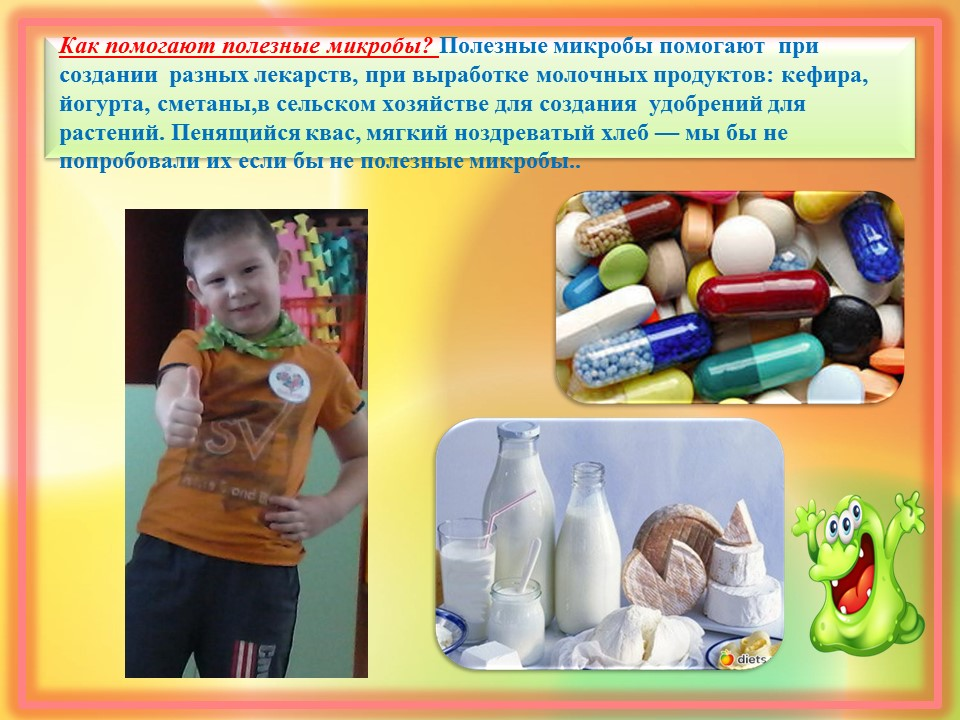 Как помогают полезные микробы? Полезные микробы помогают при
создании разных лекарств, при выработке молочных продуктов: кефира,
йогурта, сметаны,в сельском хозяйстве для создания удобрений для
растений. Пенящийся квас, мягкий ноздреватый хлеб — мы бы не
попробовали их если бы не полезные микробы..
SV
diets